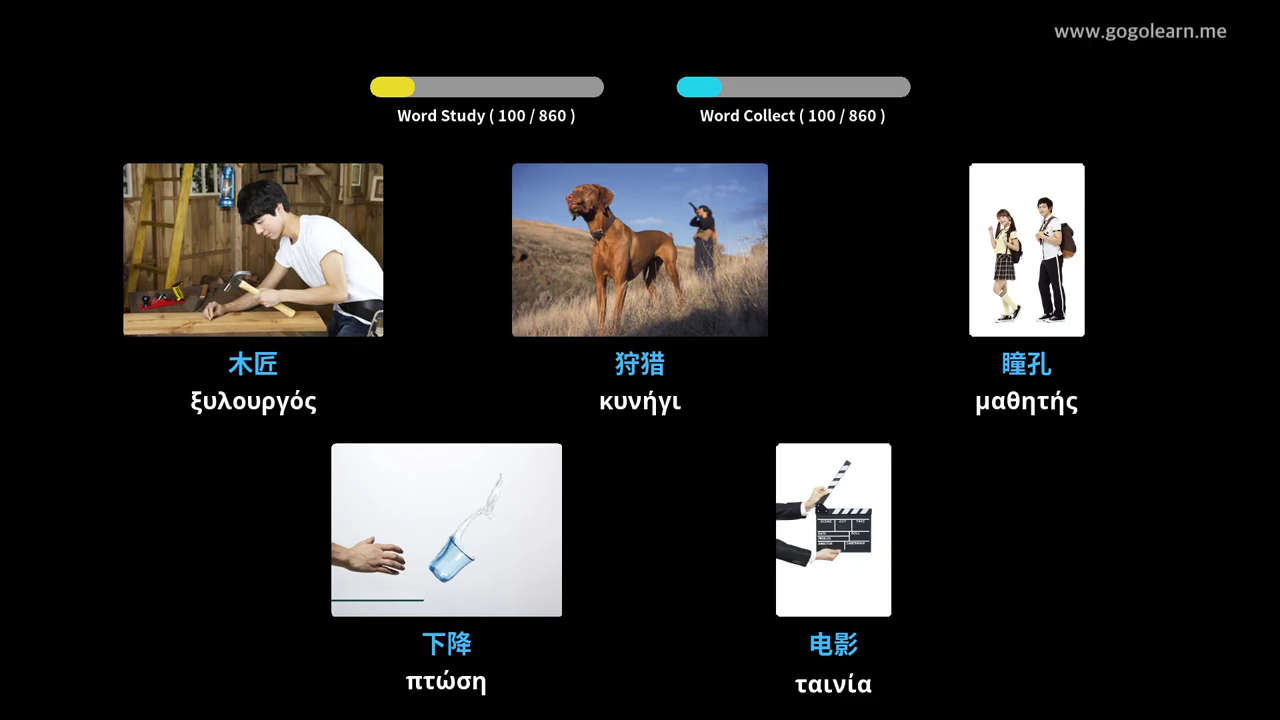 www.gogolearn.me
Word Study ( 100 / 860 )
Word Collect ( 100 / 860 )
木匠
狩猎
瞳孔
ξυλουργός
κυνήγι
μαθητής
下降
电影
πτώση
ταινία